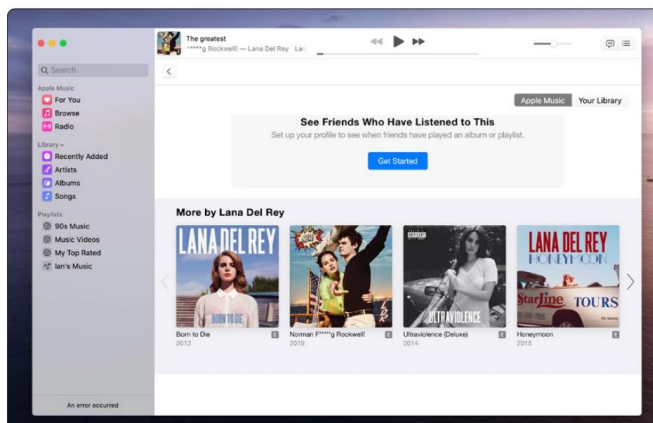 The greatest
*****g Rockwell! — Lana Del Rey
Search
Apple Music
For You
Browse
Radio
Library
Recently Added
Artists
Albums
Songs
Playlists
90s Music
Music Videos
My Top Rated
Ian's Music
An error occurred
Apple Music
Your Library
See Friends Who Have Listened to This
Set up your profile to see when friends have played an album or playlist.
Get Started
More by Lana Del Rey
LANA DEL REY
BORN TO DIE
LDR
ULTRAVIOLENCE
LANA DEL REY
HONEYMOON
StarLine TOURS
Born to Die
E
2012
Norman F*****g Rockwell!
E
2019
Ultraviolence (Deluxe)
E
2014
Honeymoon
E
2015